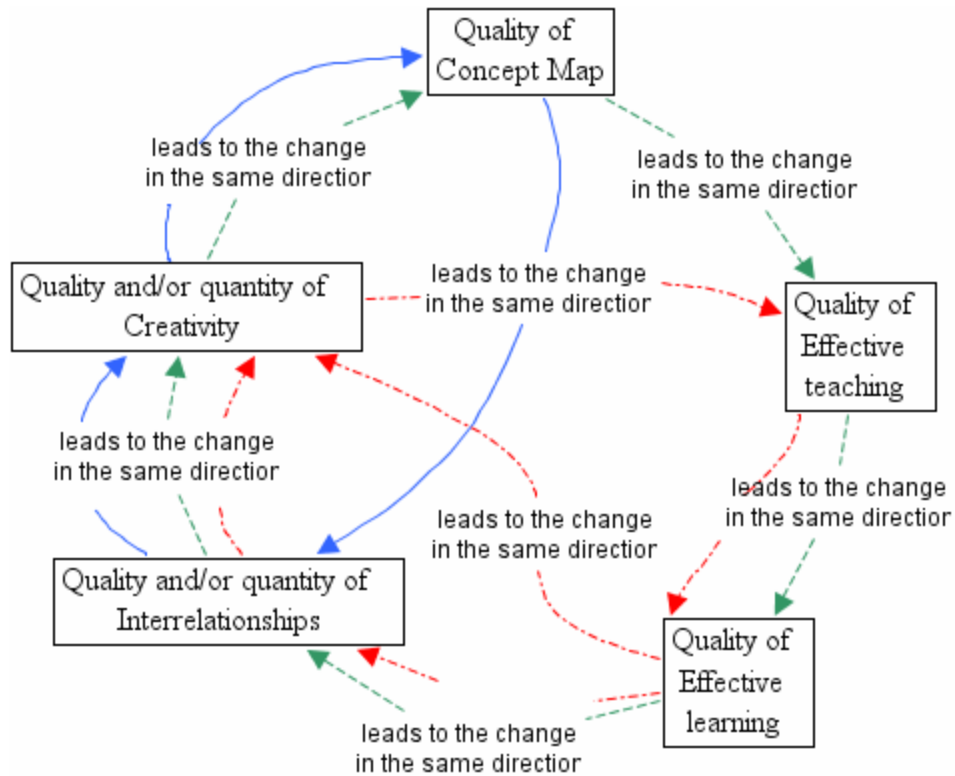 Quality of
Concept Map
leads to the change
in the same direction
leads to the change
in the same direction
Quality and/or quantity of
Creativity
leads to the change
in the same direction
Quality of
Effective
teaching
leads to the change
in the same direction
leads to the change
in the same direction
leads to the change
in the same direction
Quality and/or quantity of
Interrelationships
Quality of
Effective
learning
leads to the change
in the same direction